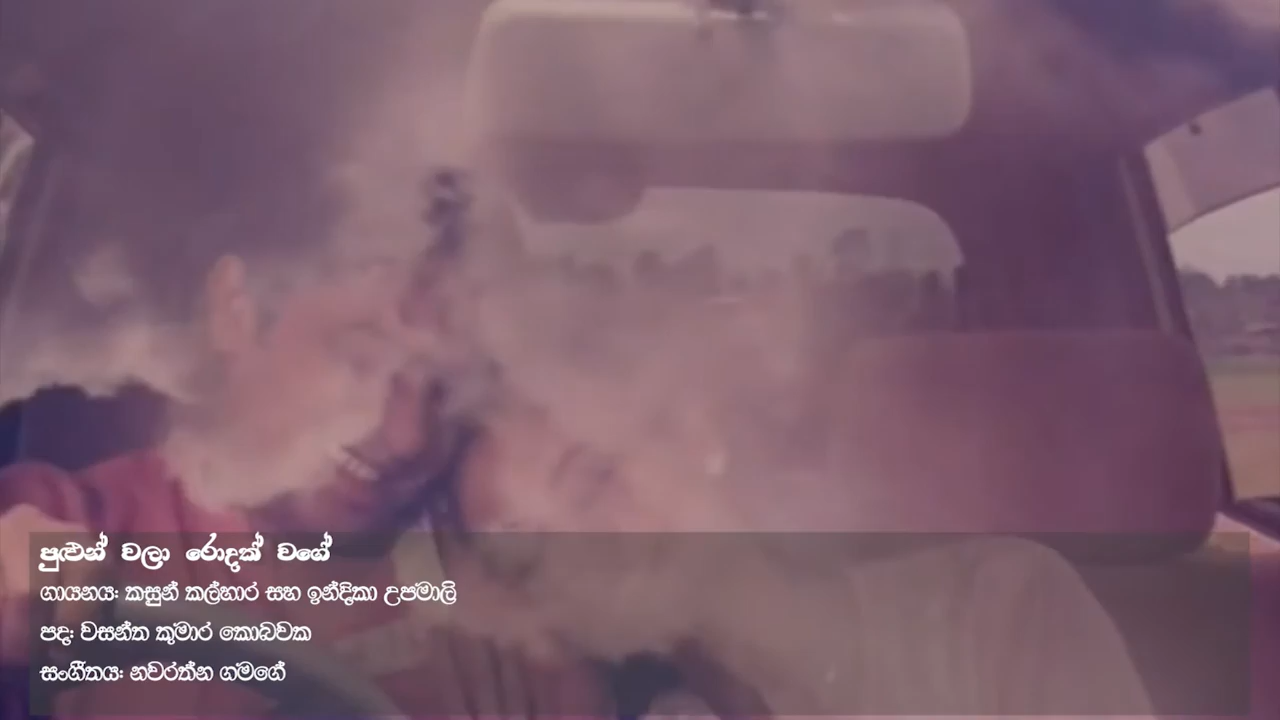 පුළුන් වලා රොදක් වගේ
ගායනය: කසුන් කල්හාර සහ ඉන්දිකා උපමාලි
පද: වසන්ත කුමාර කොබවක
සංගීතය: නවරත්න ගමගේ